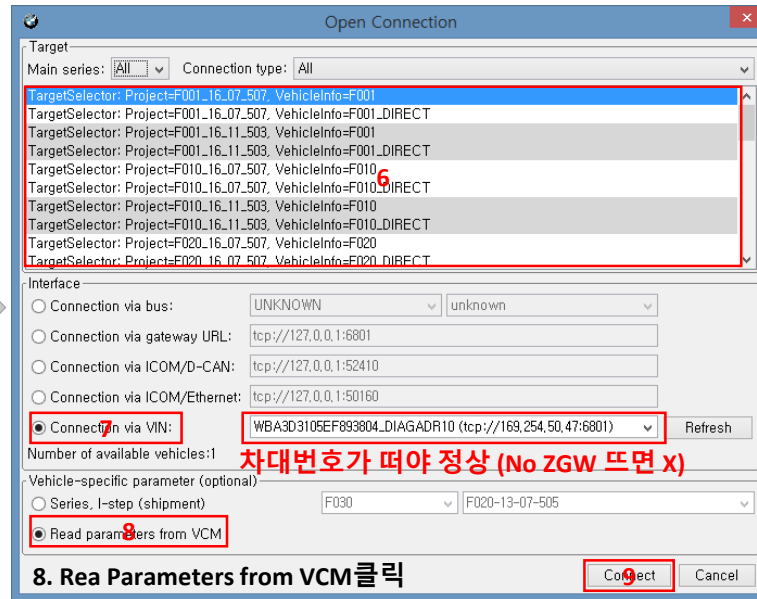 Open Connection
Target
Main series: All Connection type: All
TargetSelector: Project=F001_16_07_507, VehicleInfo=F001
TargetSelector: Project=F001_16_07_507, VehicleInfo=F001_DIRECT
TargetSelector: Project=F001_16_11_503, VehicleInfo=F001
TargetSelector: Project=F001_16_11_503, VehicleInfo=F001_DIRECT
TargetSelector: Project=F010_16_07_507, VehicleInfo=F010
6
TargetSelector: Project=F010_16_07_507, VehicleInfo=F010_DIRECT
TargetSelector: Project=F010_16_11_503, VehicleInfo=F010
TargetSelector: Project=F010_16_11_503, VehicleInfo=F010_DIRECT
TargetSelector: Project=F020_16_07_507, VehicleInfo=F020
TargetSelector: Project=F020_16_07_507, VehicleInfo=F020_DIRECT
Interface
Connection via bus: UNKNOWN unknown
Connection via gateway URL: tcp://127.0.0.1:6801
Connection via ICOM/D-CAN: tcp://127.0.0.1:52410
Connection via ICOM/Ethernet: tcp://127.0.0.1:50160
Connection via VIN: 7 WBA3D3105EF893804_DIAGADR10 (tcp://169.254.50.47:6801) Refresh
Number of available vehicles:1
차대번호가 떠야 정상 (No ZGW 뜨면 X)
Vehicle-specific parameter (optional)
Series, I-step (shipment) F030 F020-13-07-505
Read parameters from VCM 8
8. Rea Parameters from VCM클릭
Connect 9 Cancel